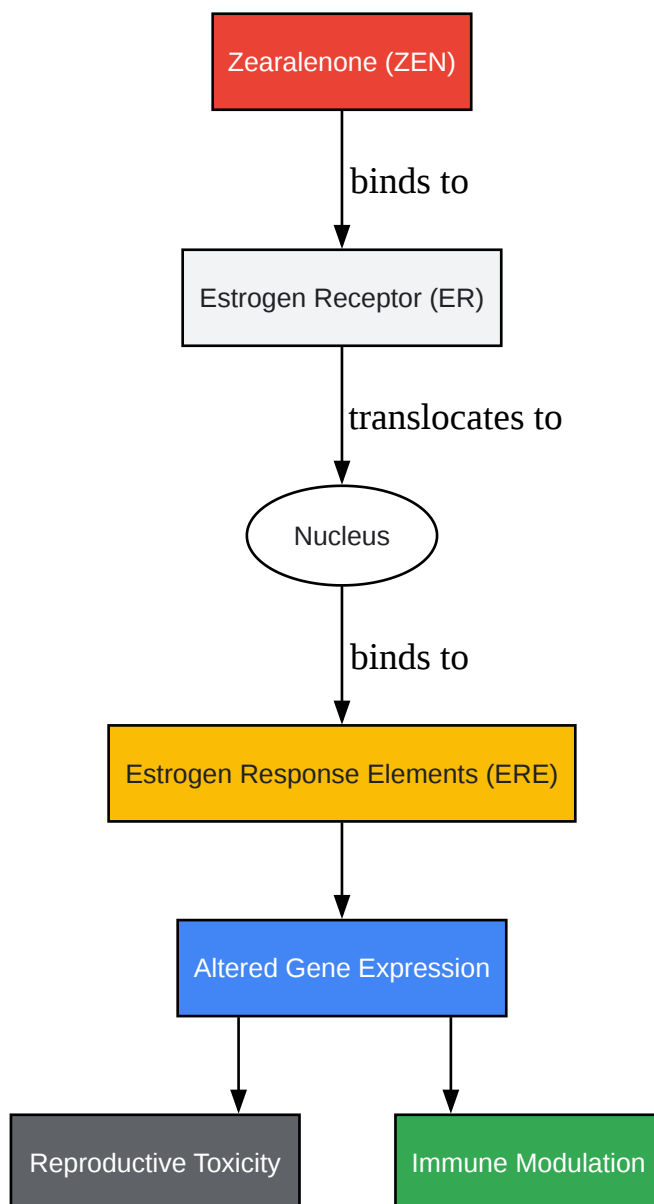 Zearalenone (ZEN)
binds to
Estrogen Receptor (ER)
translocates to
Nucleus
binds to
Estrogen Response Elements (ERE)
Altered Gene Expression
Reproductive Toxicity
Immune Modulation